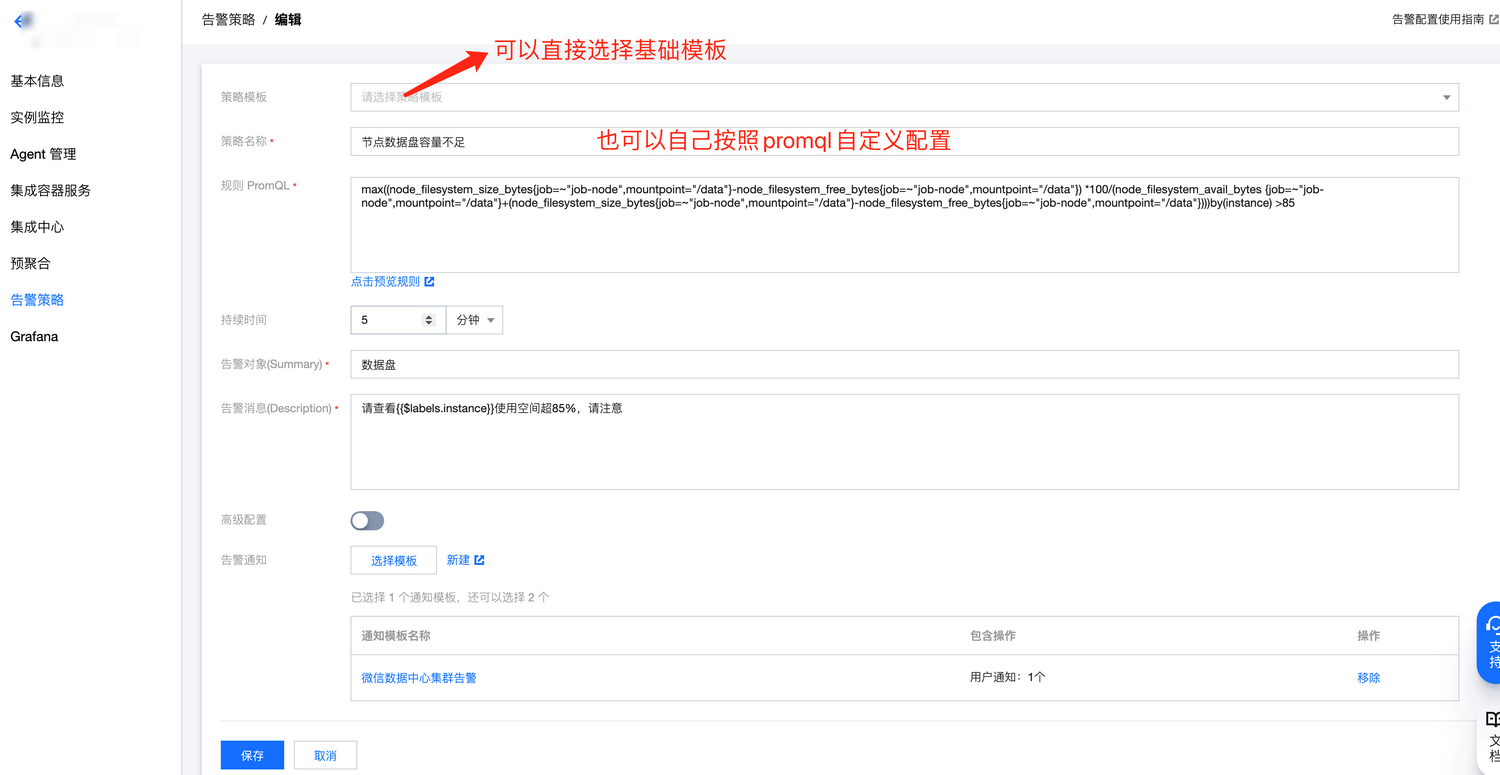 告警策略 / 编辑
告警配置使用指南
可以直接选择基础模板
基本信息
实例监控
Agent 管理
集成容器服务
集成中心
预聚合
告警策略
Grafana
策略模板
请选择策略模板
策略名称*
节点数据盘容量不足
也可以自己按照promql自定义配置
规则 PromQL*
max((node_filesystem_size_bytes{job=~"job-node",mountpoint="/data"}-node_filesystem_free_bytes{job=~"job-node",mountpoint="/data"}) *100/(node_filesystem_avail_bytes {job=~"job-
node",mountpoint="/data"}+(node_filesystem_size_bytes{job=~"job-node",mountpoint="/data"}-node_filesystem_free_bytes{job=~"job-node",mountpoint="/data"})))by(instance) >85
点击预览规则
持续时间
5
分钟
告警对象(Summary)*
数据盘
告警消息(Description)*
请查看{{$labels.instance}}使用空间超85%，请注意
高级配置
告警通知
选择模板
新建
已选择 1 个通知模板，还可以选择 2 个
通知模板名称
包含操作
操作
微信数据中心集群告警
用户通知：1个
移除
保存
取消
支
持
文
档